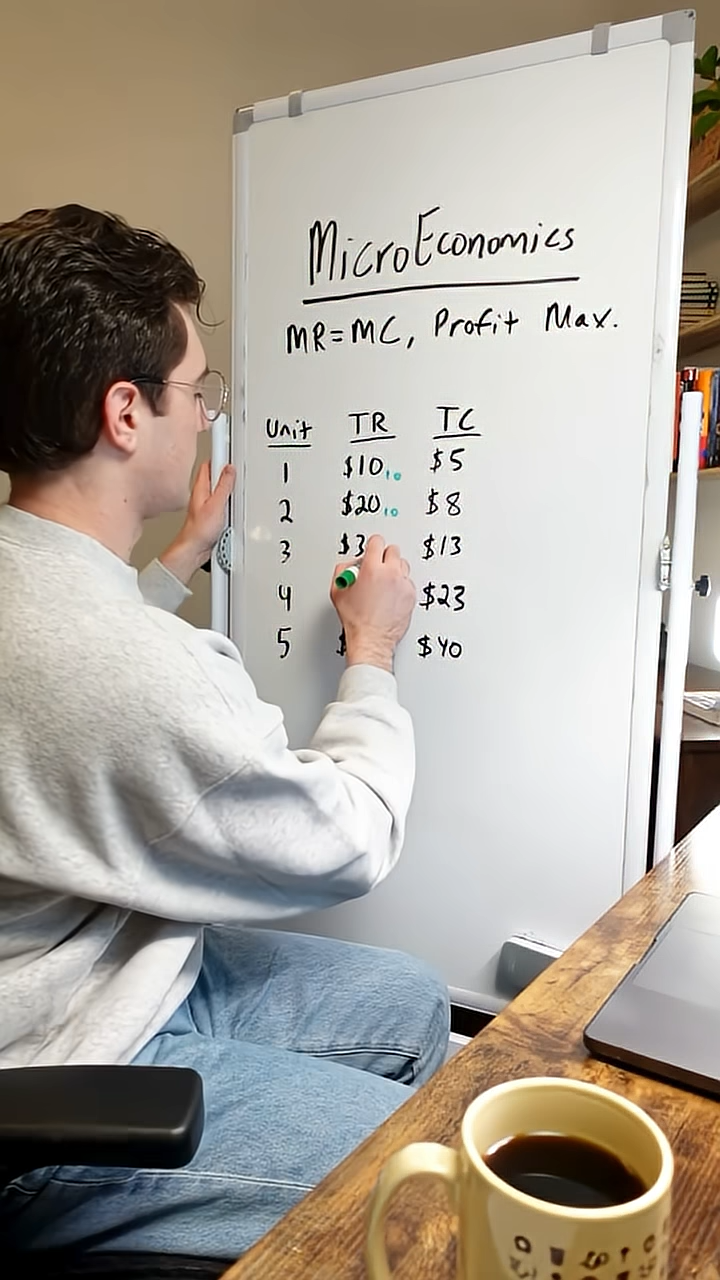 MicroEconomics
MR=MC, Profit Max.
Unit TR TC
1 $10 10 $5
2 $20 10 $8
3 $3 $13
4 $23
5 $ $40